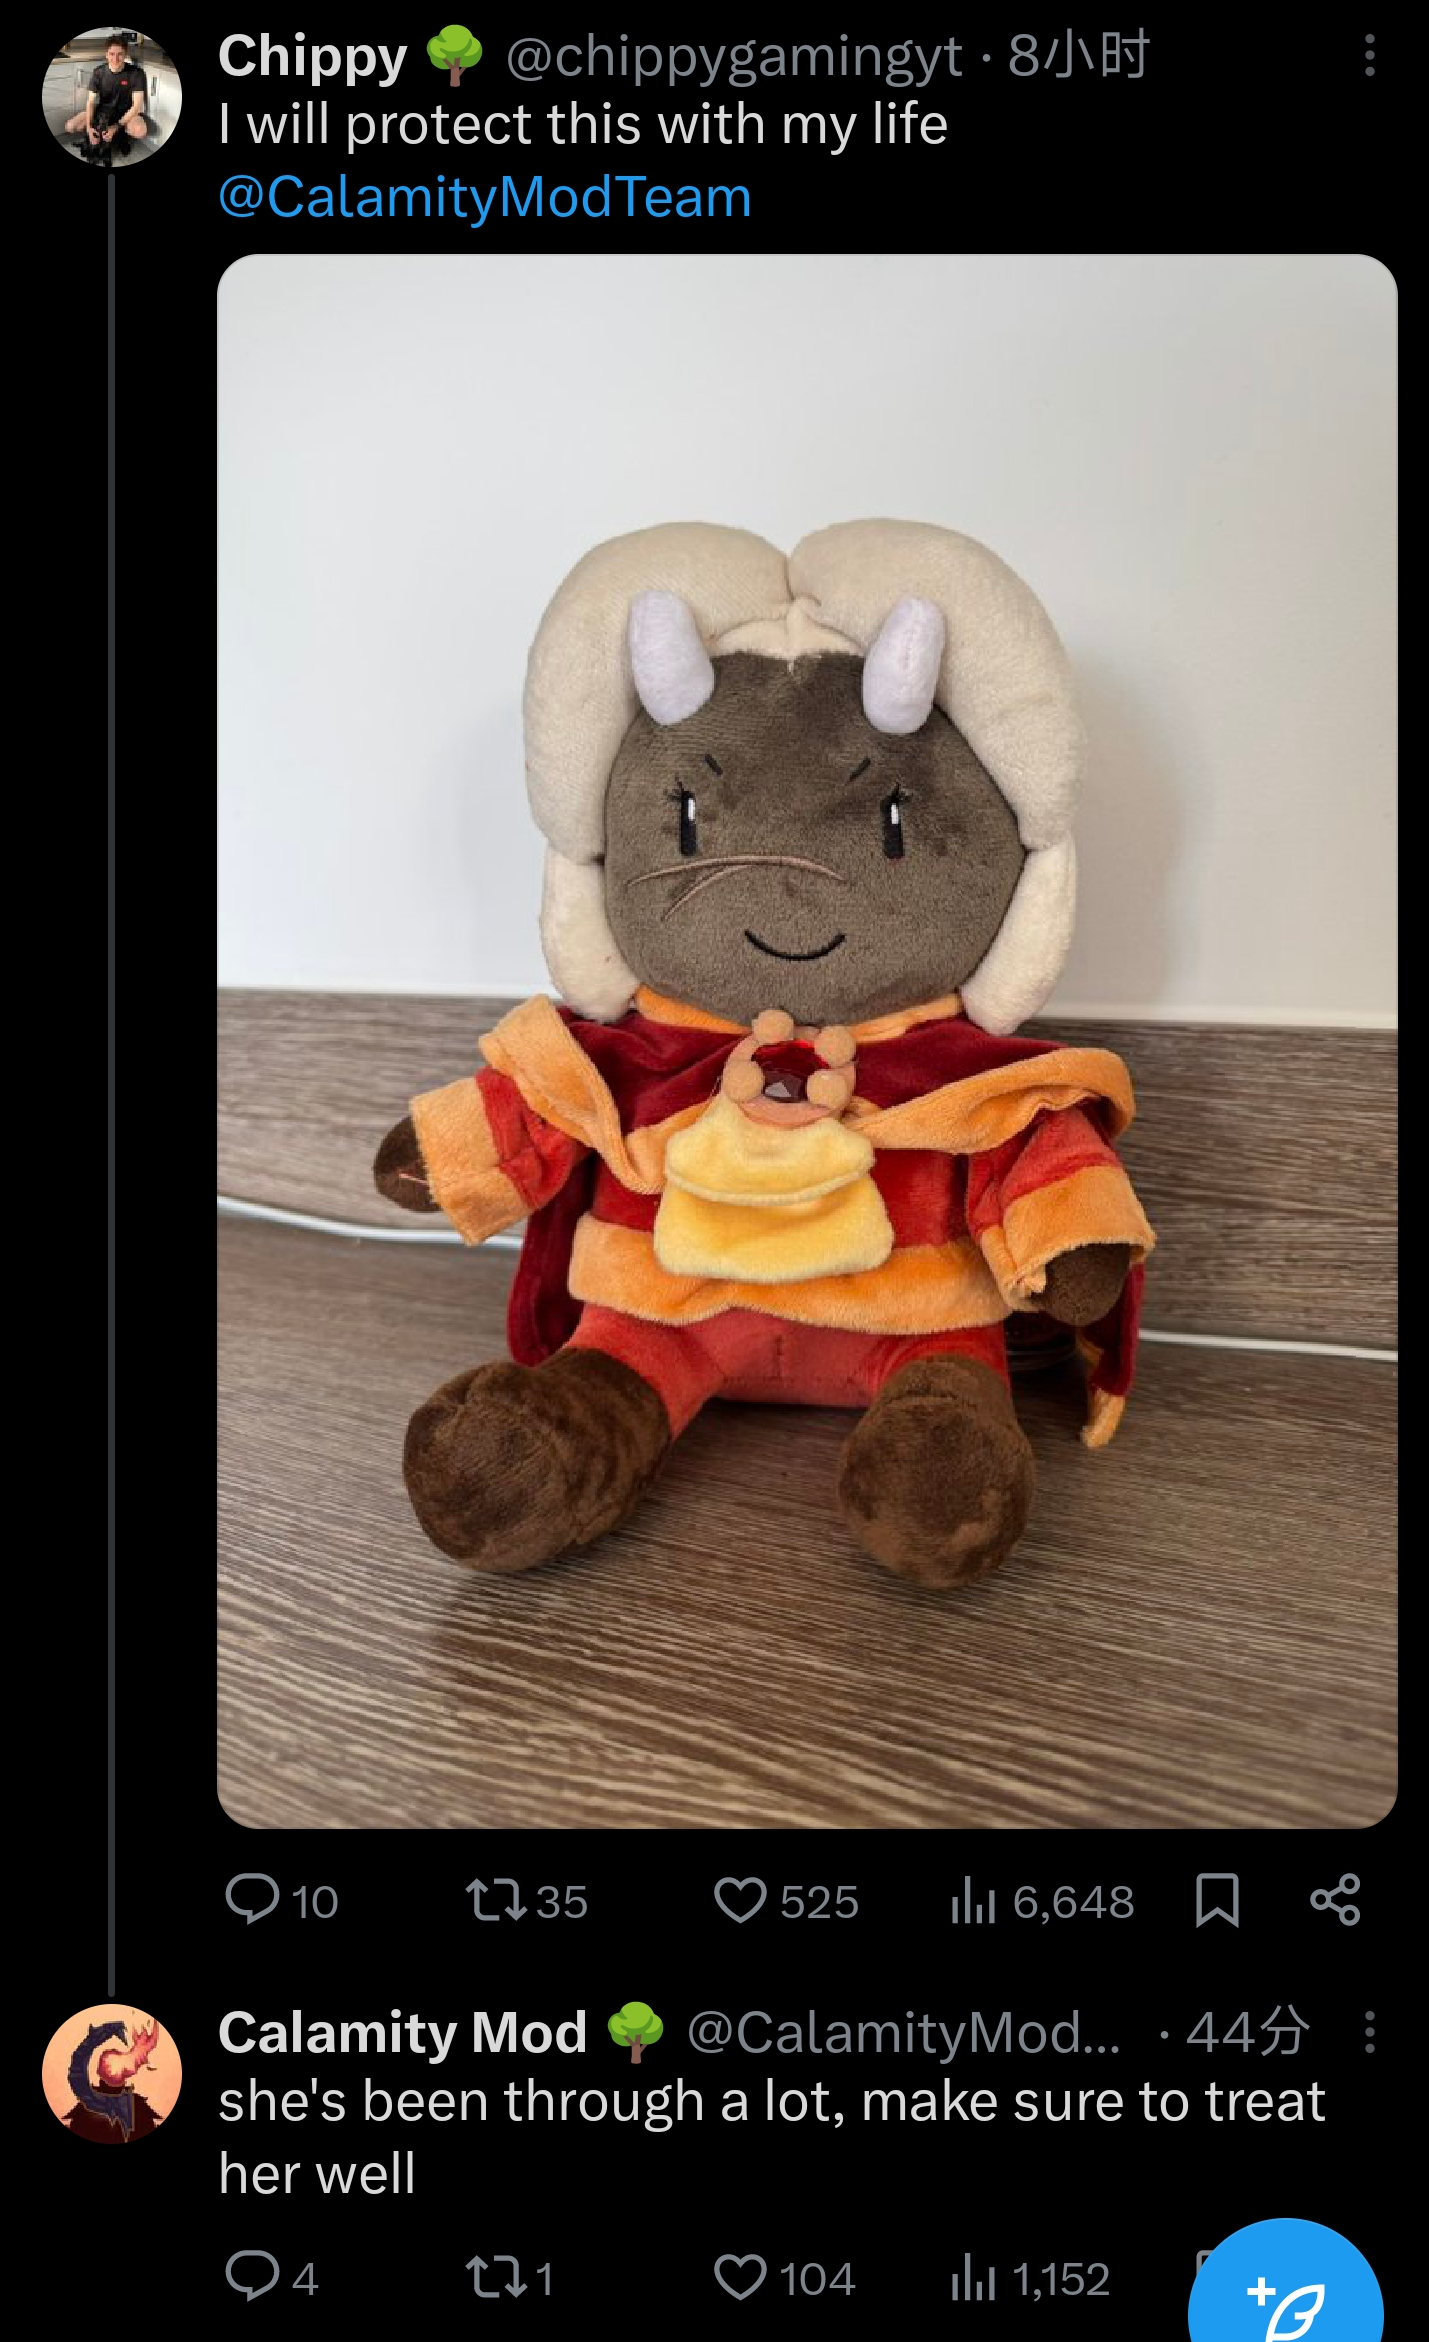 Chippy 🌳 @chippygamingyt · 8小时
I will protect this with my life
@CalamityModTeam
10 35 525 6,648
Calamity Mod 🌳 @CalamityMod... · 44分
she's been through a lot, make sure to treat
her well
4 1 104 1,152